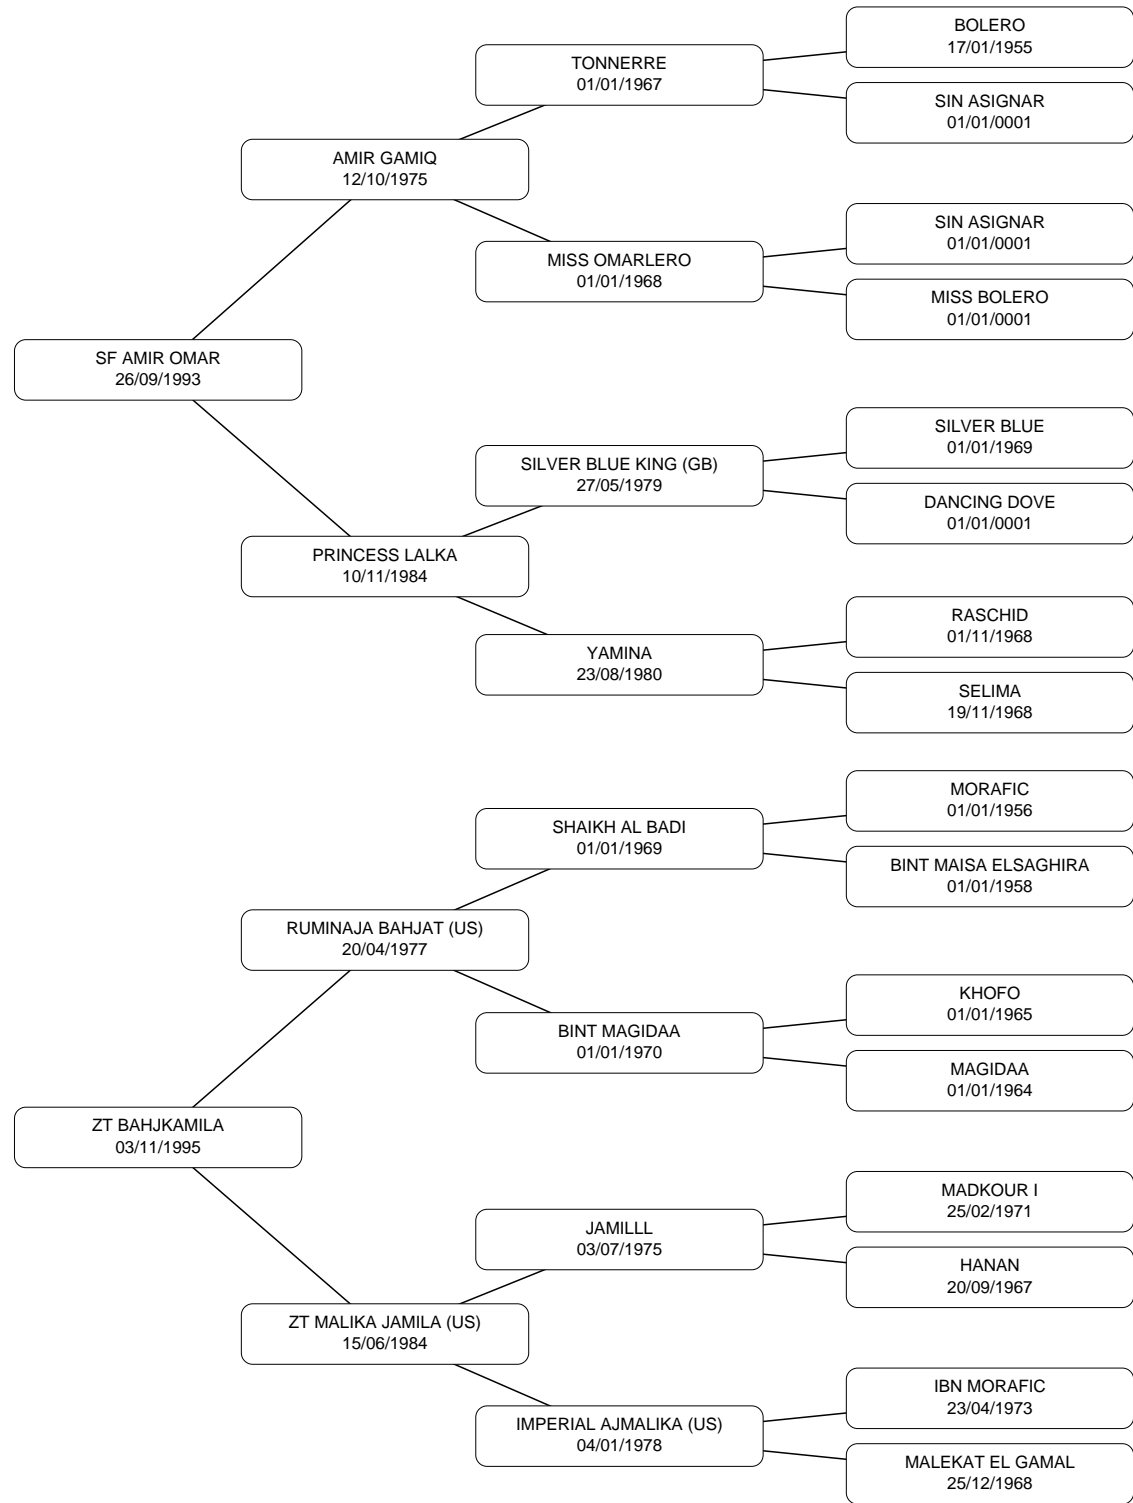 BOLERO
17/01/1955
TONNERRE
01/01/1967
SIN ASIGNAR
01/01/0001
AMIR GAMIQ
12/10/1975
SIN ASIGNAR
01/01/0001
MISS OMARLERO
01/01/1968
MISS BOLERO
01/01/0001
SF AMIR OMAR
26/09/1993
SILVER BLUE
01/01/1969
SILVER BLUE KING (GB)
27/05/1979
DANCING DOVE
01/01/0001
PRINCESS LALKA
10/11/1984
RASCHID
01/11/1968
YAMINA
23/08/1980
SELIMA
19/11/1968
MORAFIC
01/01/1956
SHAIKH AL BADI
01/01/1969
BINT MAISA ELSAGHIRA
01/01/1958
RUMINAJA BAHJAT (US)
20/04/1977
KHOFO
01/01/1965
BINT MAGIDAA
01/01/1970
MAGIDAA
01/01/1964
ZT BAHJKAMILA
03/11/1995
MADKOUR I
25/02/1971
JAMILLL
03/07/1975
HANAN
20/09/1967
ZT MALIKA JAMILA (US)
15/06/1984
IBN MORAFIC
23/04/1973
IMPERIAL AJMALIKA (US)
04/01/1978
MALEKAT EL GAMAL
25/12/1968